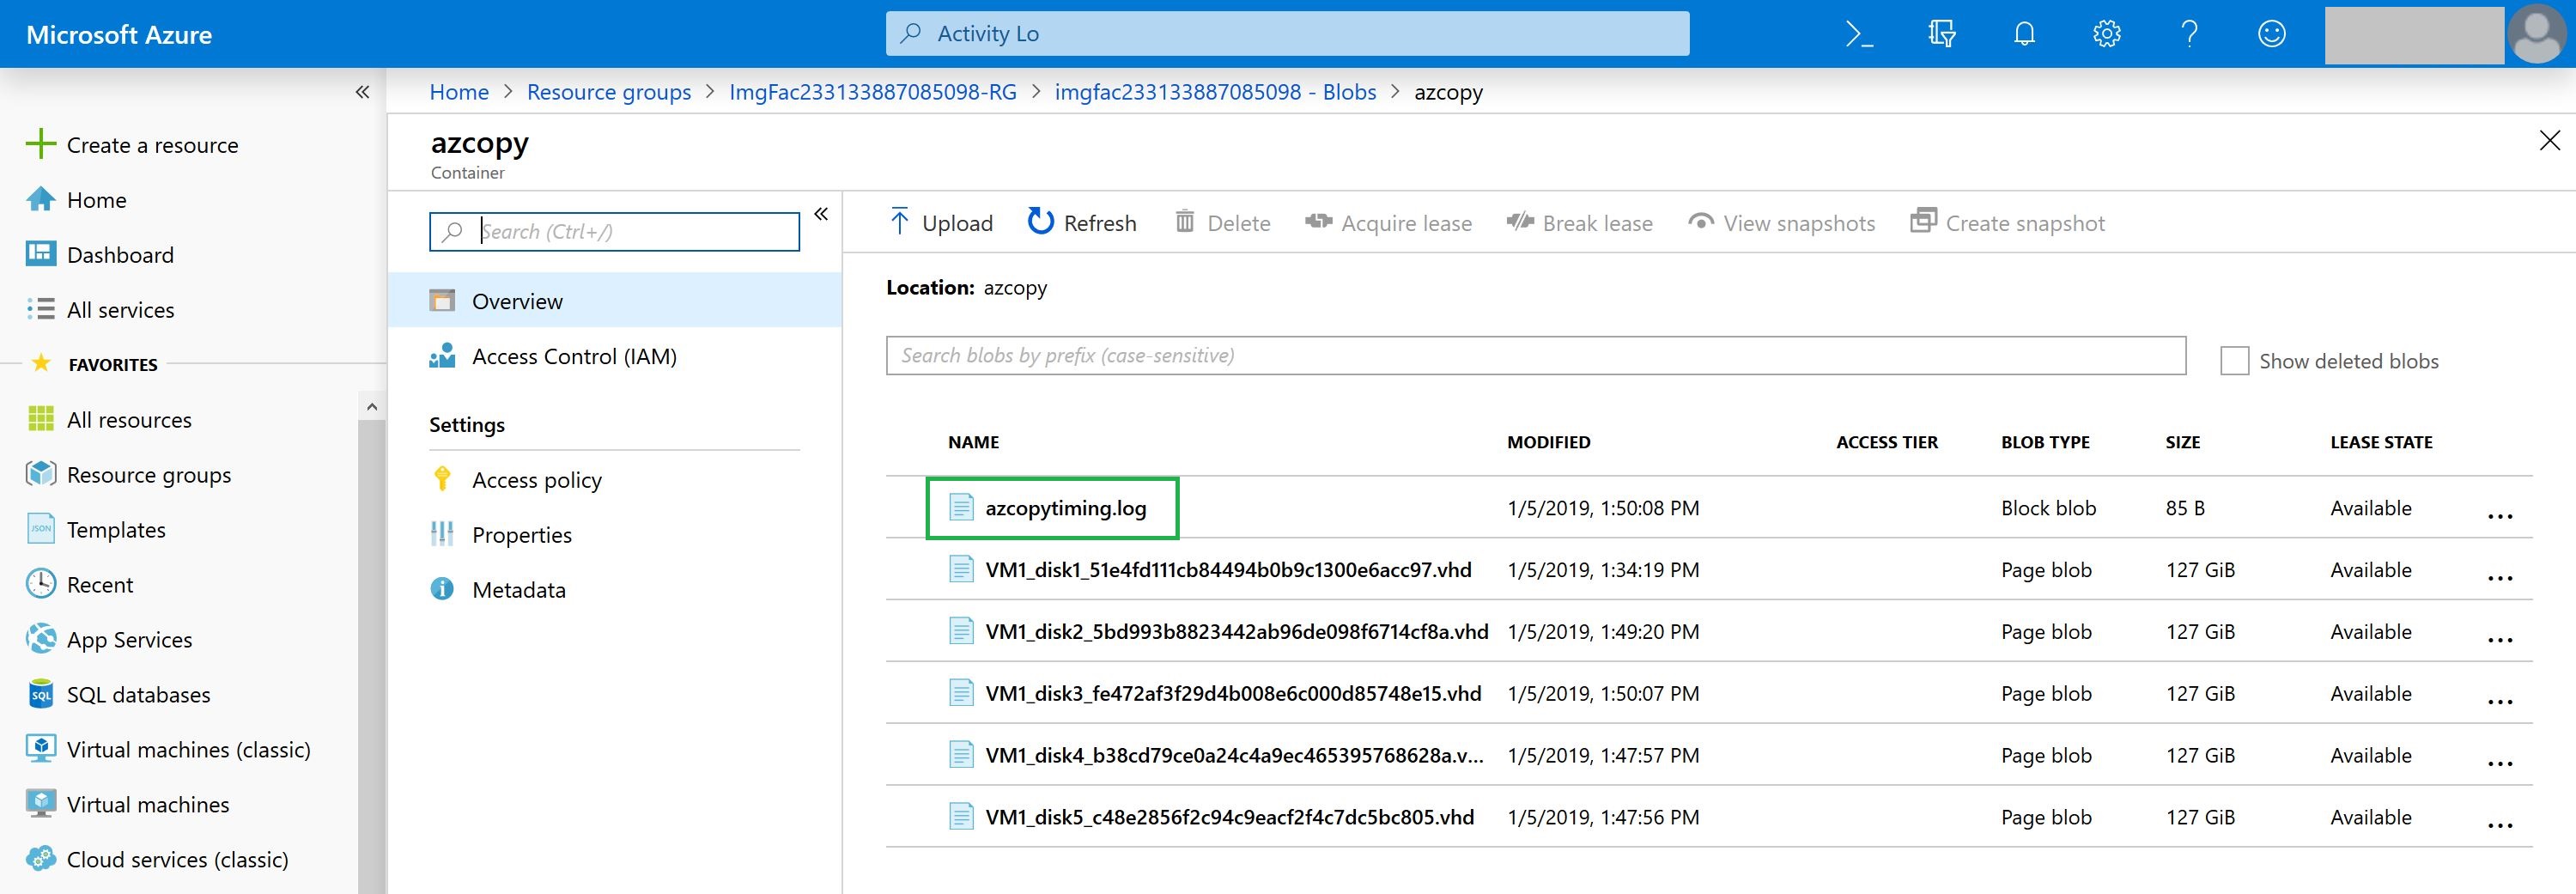 Microsoft Azure
Activity Lo
Home > Resource groups > ImgFac233133887085098-RG > imgfac233133887085098 - Blobs > azcopy
Create a resource
Home
Dashboard
All services
FAVORITES
All resources
Resource groups
JSON
Templates
Recent
App Services
SQL
SQL databases
Virtual machines (classic)
Virtual machines
Cloud services (classic)
azcopy
Container
Search (Ctrl+/)
Overview
Access Control (IAM)
Settings
Access policy
Properties
Metadata
Upload Refresh Delete Acquire lease Break lease View snapshots Create snapshot
Location: azcopy
Search blobs by prefix (case-sensitive)
Show deleted blobs
NAME MODIFIED ACCESS TIER BLOB TYPE SIZE LEASE STATE
azcopytiming.log 1/5/2019, 1:50:08 PM Block blob 85 B Available ...
VM1_disk1_51e4fd111cb84494b0b9c1300e6acc97.vhd 1/5/2019, 1:34:19 PM Page blob 127 GiB Available ...
VM1_disk2_5bd993b8823442ab96de098f6714cf8a.vhd 1/5/2019, 1:49:20 PM Page blob 127 GiB Available ...
VM1_disk3_fe472af3f29d4b008e6c000d85748e15.vhd 1/5/2019, 1:50:07 PM Page blob 127 GiB Available ...
VM1_disk4_b38cd79ce0a24c4a9ec465395768628a.v... 1/5/2019, 1:47:57 PM Page blob 127 GiB Available ...
VM1_disk5_c48e2856f2c94c9eacf2f4c7dc5bc805.vhd 1/5/2019, 1:47:56 PM Page blob 127 GiB Available ...